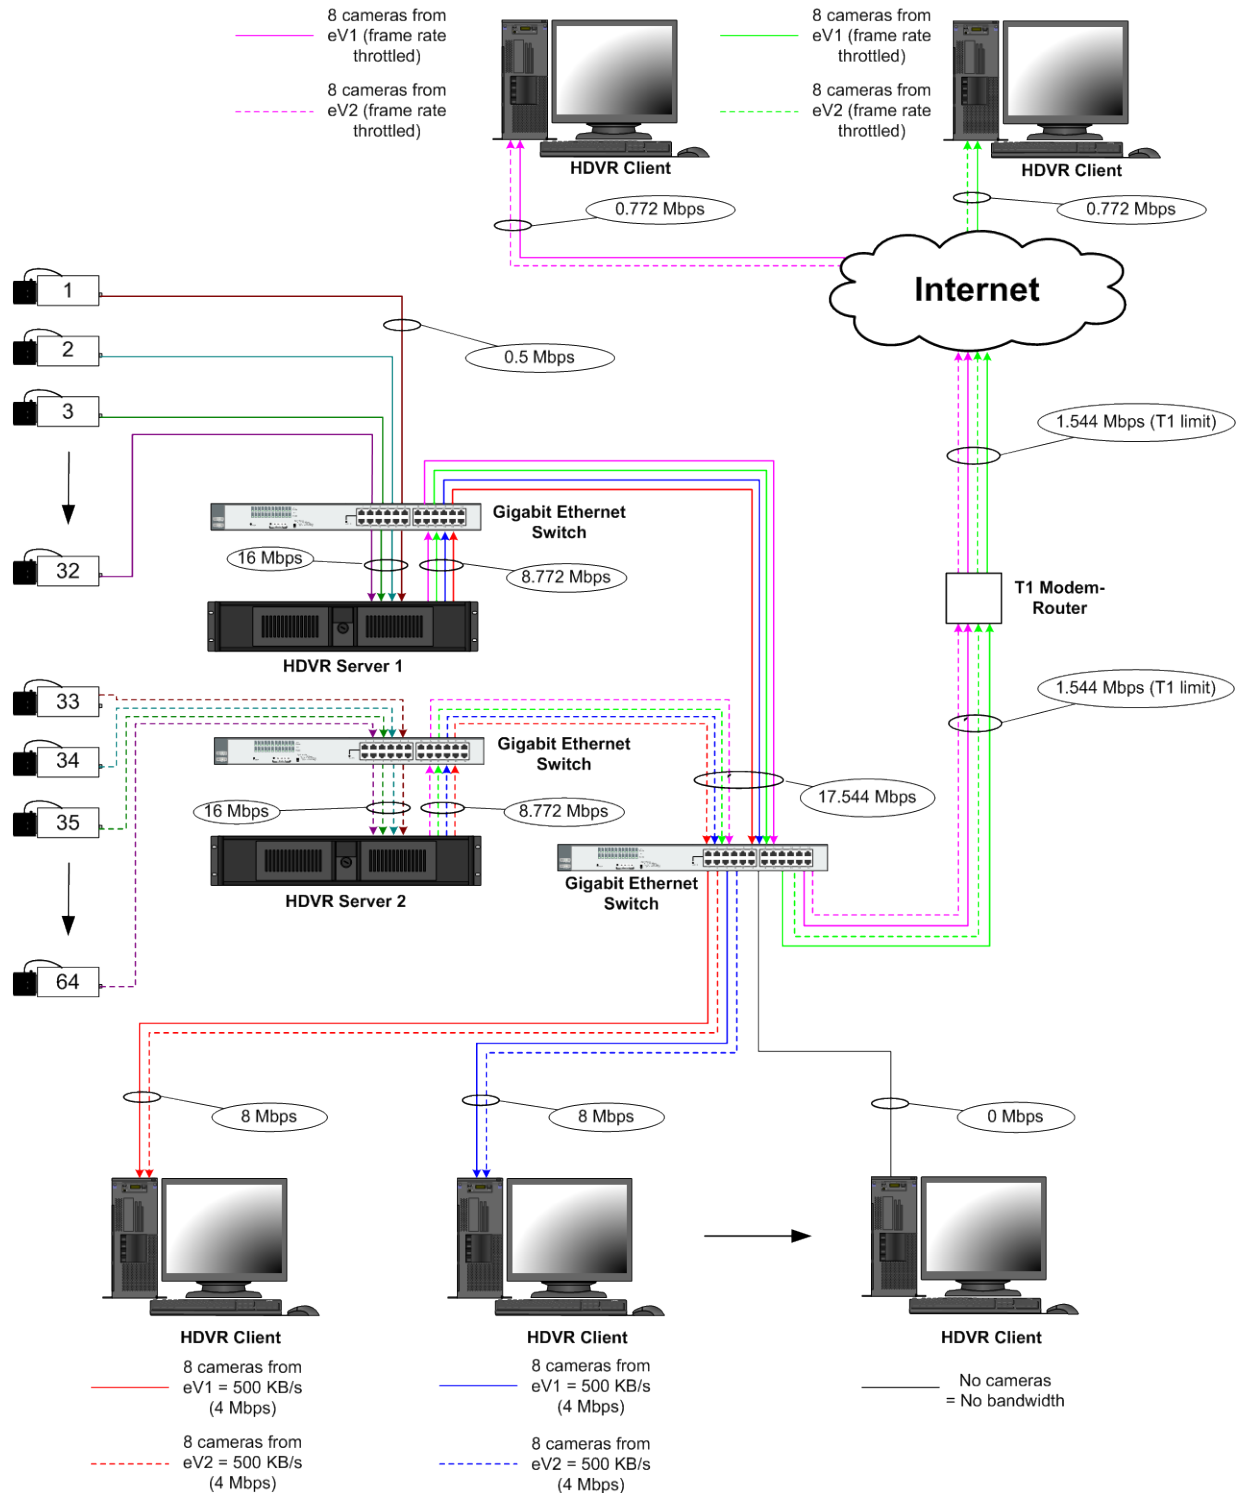 8 cameras from
eV1 (frame rate
throttled)
8 cameras from
eV2 (frame rate
throttled)
8 cameras from
eV1 (frame rate
throttled)
8 cameras from
eV2 (frame rate
throttled)
HDVR Client
HDVR Client
0.772 Mbps
0.772 Mbps
Internet
1
2
3
32
0.5 Mbps
1.544 Mbps (T1 limit)
Gigabit Ethernet
Switch
16 Mbps
8.772 Mbps
HDVR Server 1
T1 Modem-
Router
1.544 Mbps (T1 limit)
33
34
35
64
Gigabit Ethernet
Switch
16 Mbps
8.772 Mbps
HDVR Server 2
17.544 Mbps
Gigabit Ethernet
Switch
8 Mbps
8 Mbps
0 Mbps
HDVR Client
HDVR Client
HDVR Client
8 cameras from
eV1 = 500 KB/s
(4 Mbps)
8 cameras from
eV2 = 500 KB/s
(4 Mbps)
8 cameras from
eV1 = 500 KB/s
(4 Mbps)
8 cameras from
eV2 = 500 KB/s
(4 Mbps)
No cameras
= No bandwidth